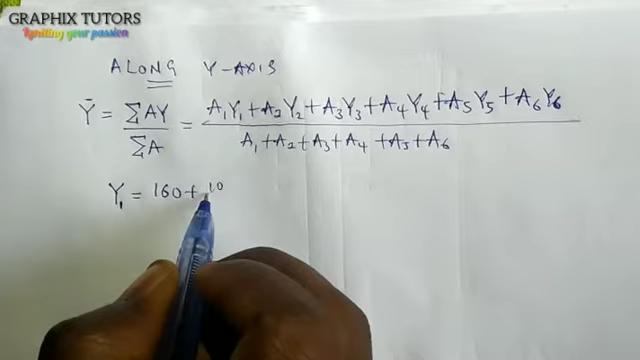 GRAPHIX TUTORS
Igniting your passion
ALONG Y-AXIS
Ȳ = ΣAY / ΣA = A₁Y₁+A₂Y₂+A₃Y₃+A₄Y₄+A₅Y₅+A₆Y₆ / A₁+A₂+A₃+A₄+A₅+A₆
Y₁ = 160+10